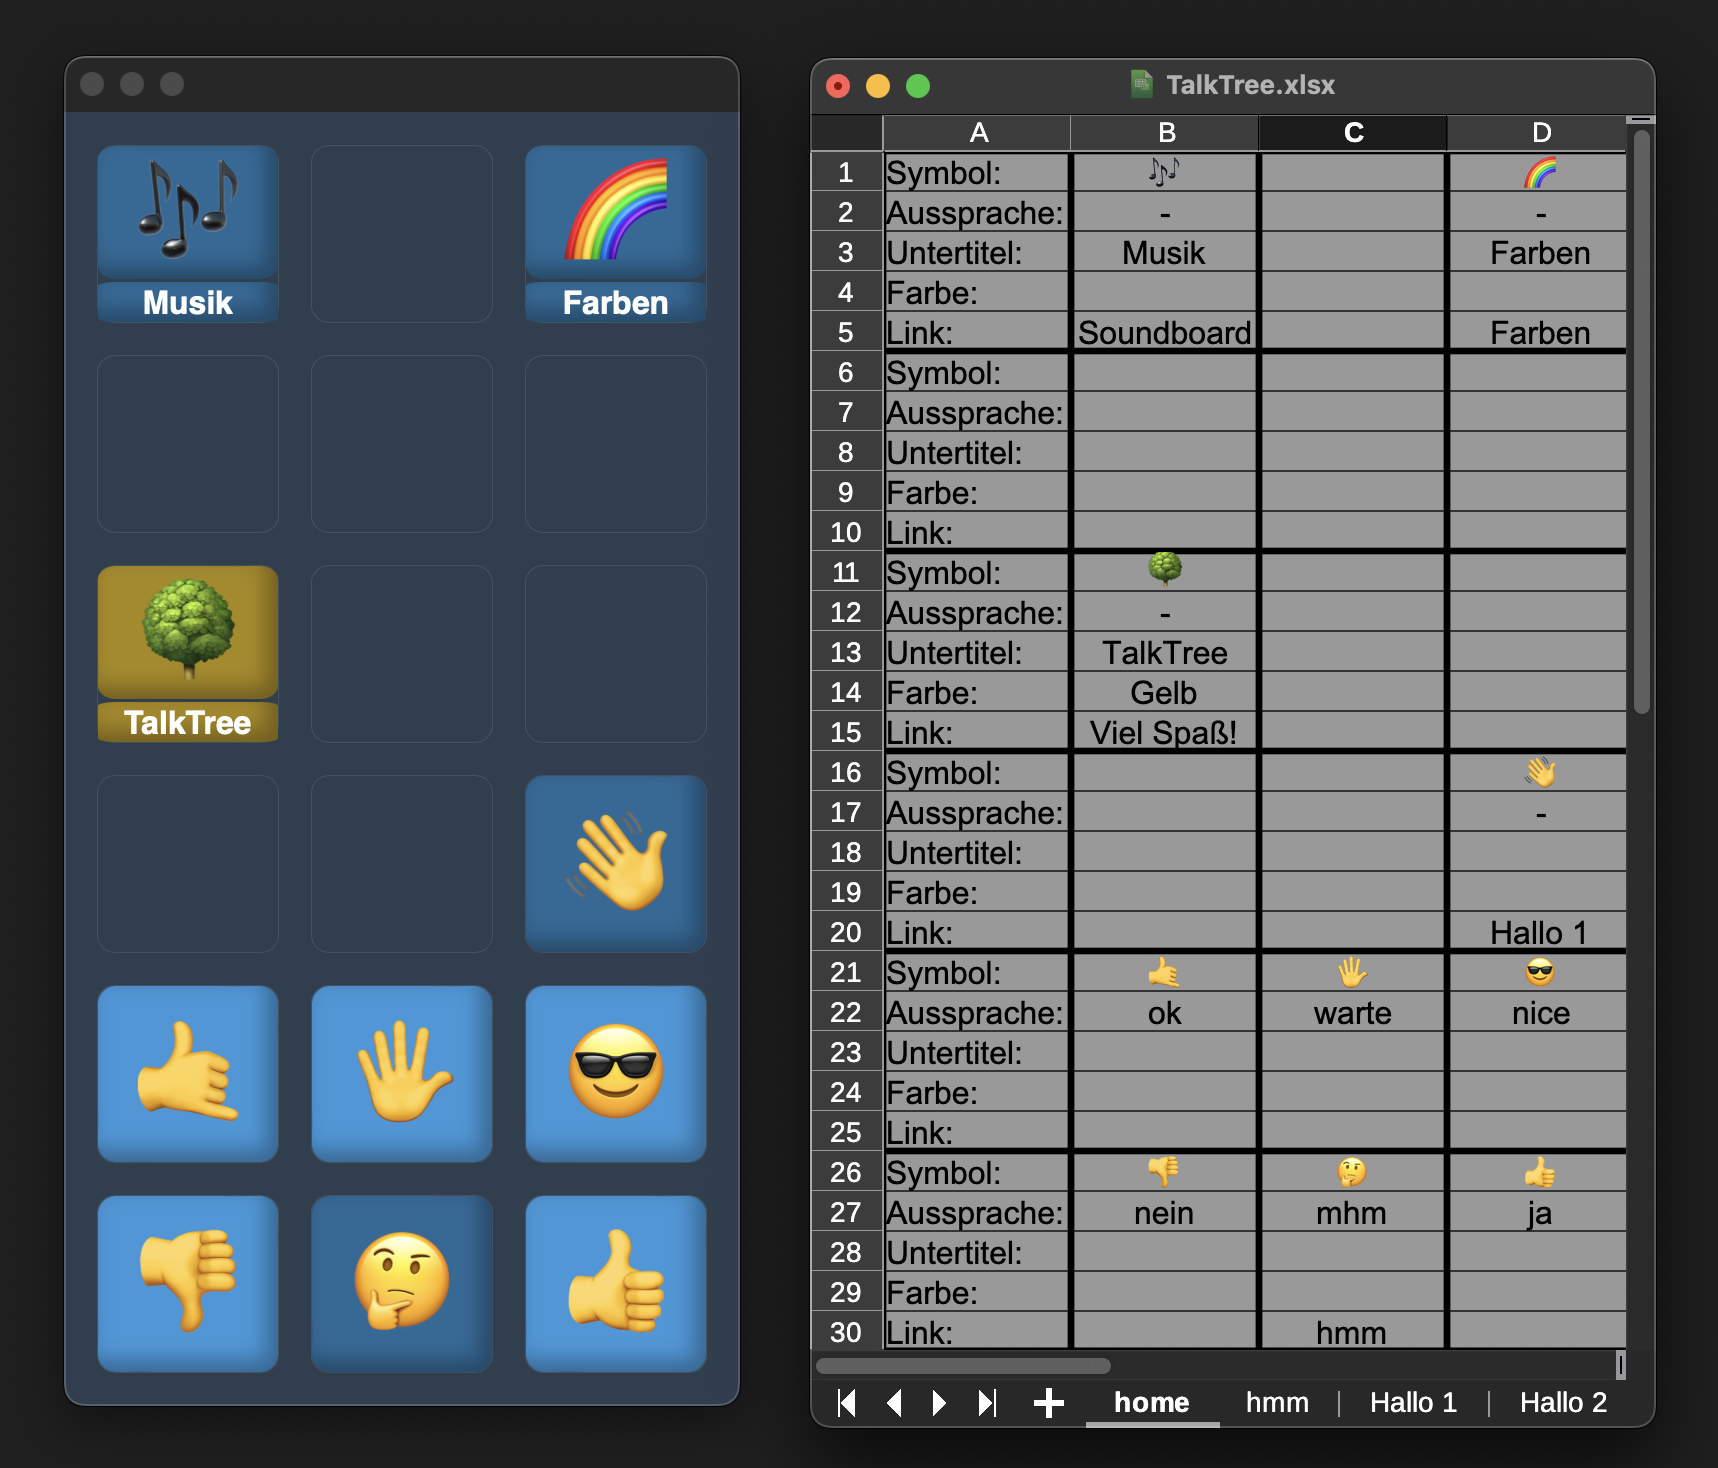 Musik
Farben
TalkTree
TalkTree.xlsx
A B C D
1 Symbol: 🎶 🌈
2 Aussprache: - -
3 Untertitel: Musik Farben
4 Farbe:
5 Link: Soundboard Farben
6 Symbol:
7 Aussprache:
8 Untertitel:
9 Farbe:
10 Link:
11 Symbol: 🌳
12 Aussprache: -
13 Untertitel: TalkTree
14 Farbe: Gelb
15 Link: Viel Spaß!
16 Symbol: 👋
17 Aussprache: -
18 Untertitel:
19 Farbe:
20 Link: Hallo 1
21 Symbol: 🤙 🖐 😎
22 Aussprache: ok warte nice
23 Untertitel:
24 Farbe:
25 Link:
26 Symbol: 👎 🤔 👍
27 Aussprache: nein mhm ja
28 Untertitel:
29 Farbe:
30 Link: hmm
home hmm | Hallo 1 | Hallo 2